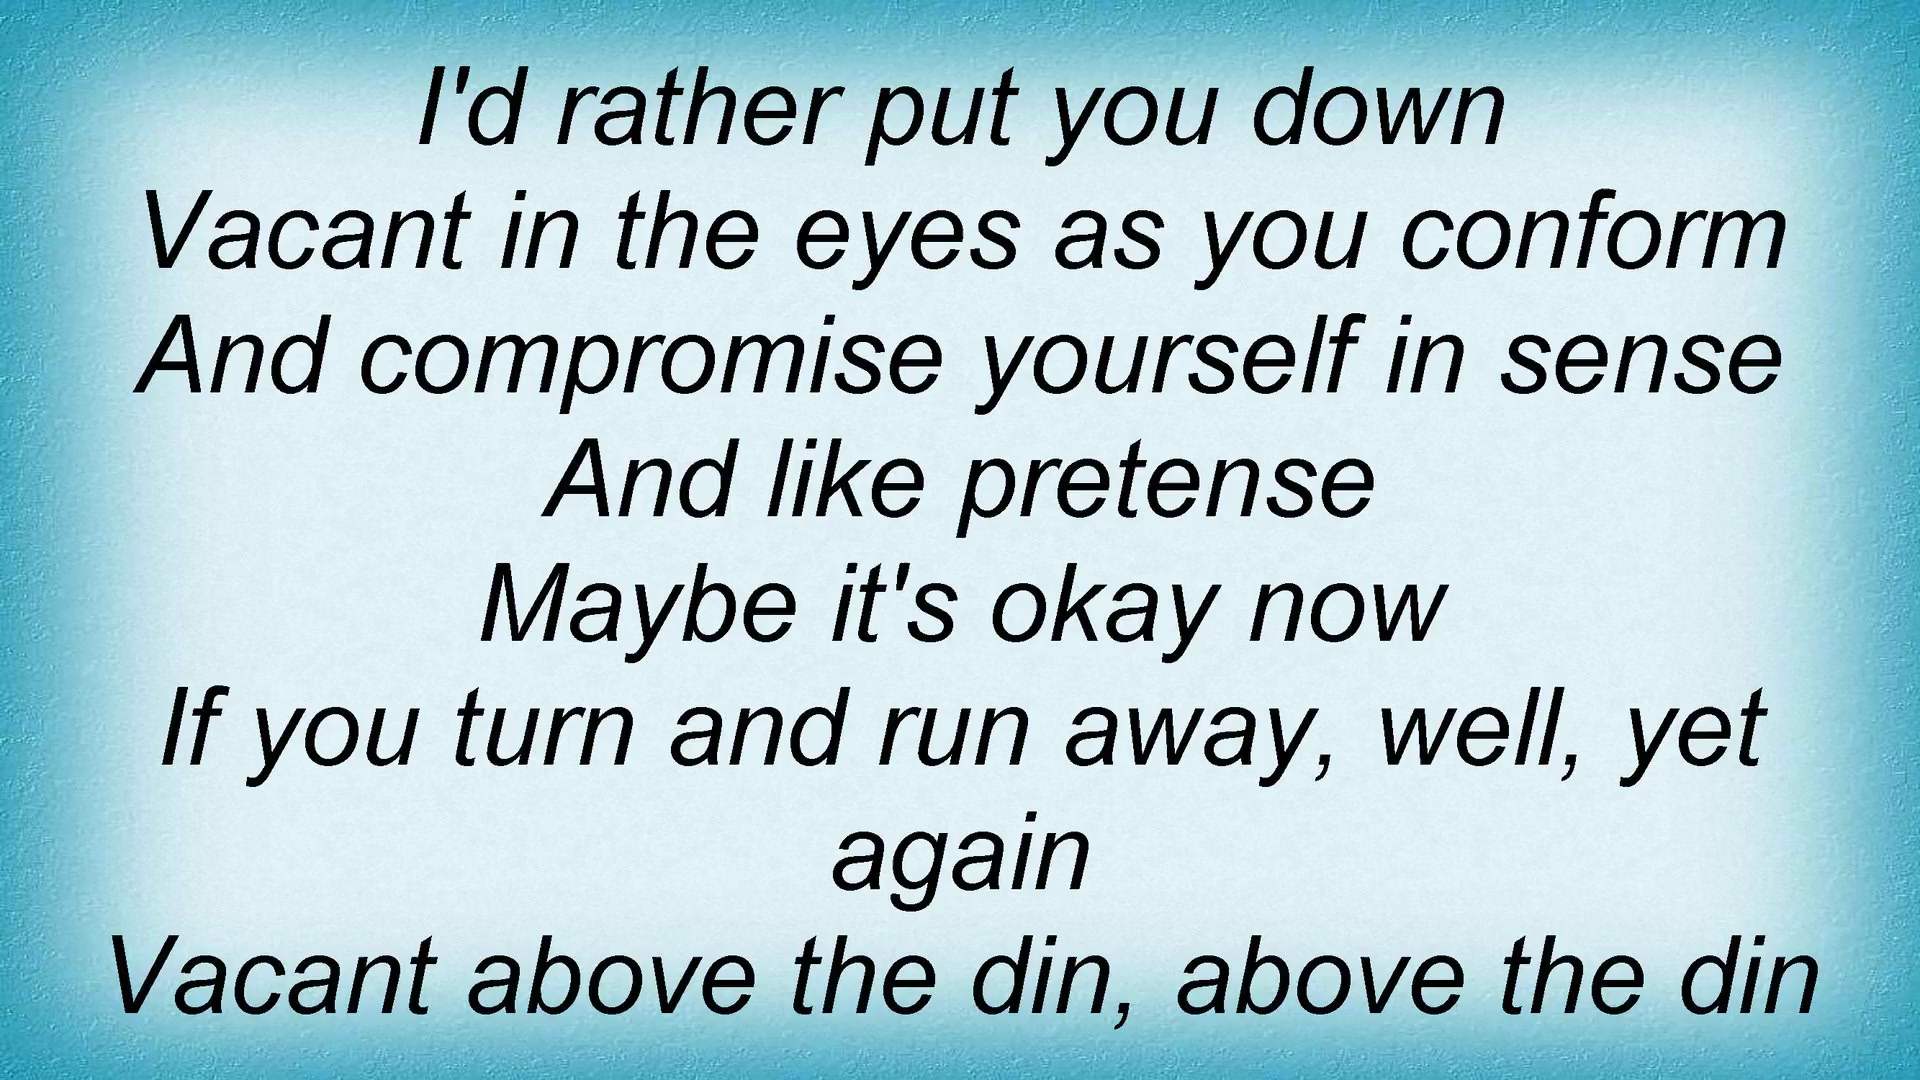 I'd rather put you down
Vacant in the eyes as you conform
And compromise yourself in sense
And like pretense
Maybe it's okay now
If you turn and run away, well, yet
again
Vacant above the din, above the din